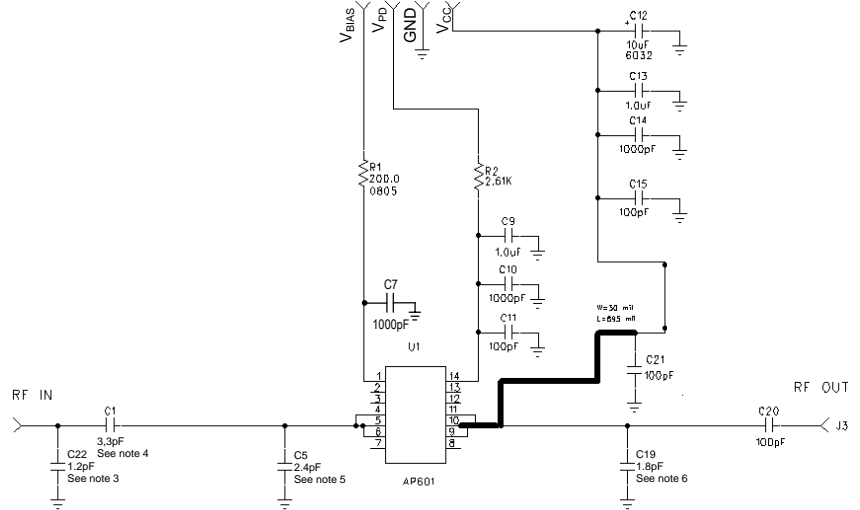 VBIAS
VPD
GND
VCC
C12
+
10uF
6032
C13
1.0uF
C14
1000pF
C15
100pF
R1
200.0
0805
R2
2.61K
C9
1.0uF
C10
1000pF
C11
100pF
C7
1000pF
W=30 mil
L=695 mil
C21
100pF
U1
1
2
3
4
5
6
7
14
13
12
11
10
9
8
AP601
RF IN
C1
3.3pF
See note 4
C22
1.2pF
See note 3
C5
2.4pF
See note 5
C19
1.8pF
See note 6
C20
100pF
RF OUT
J3